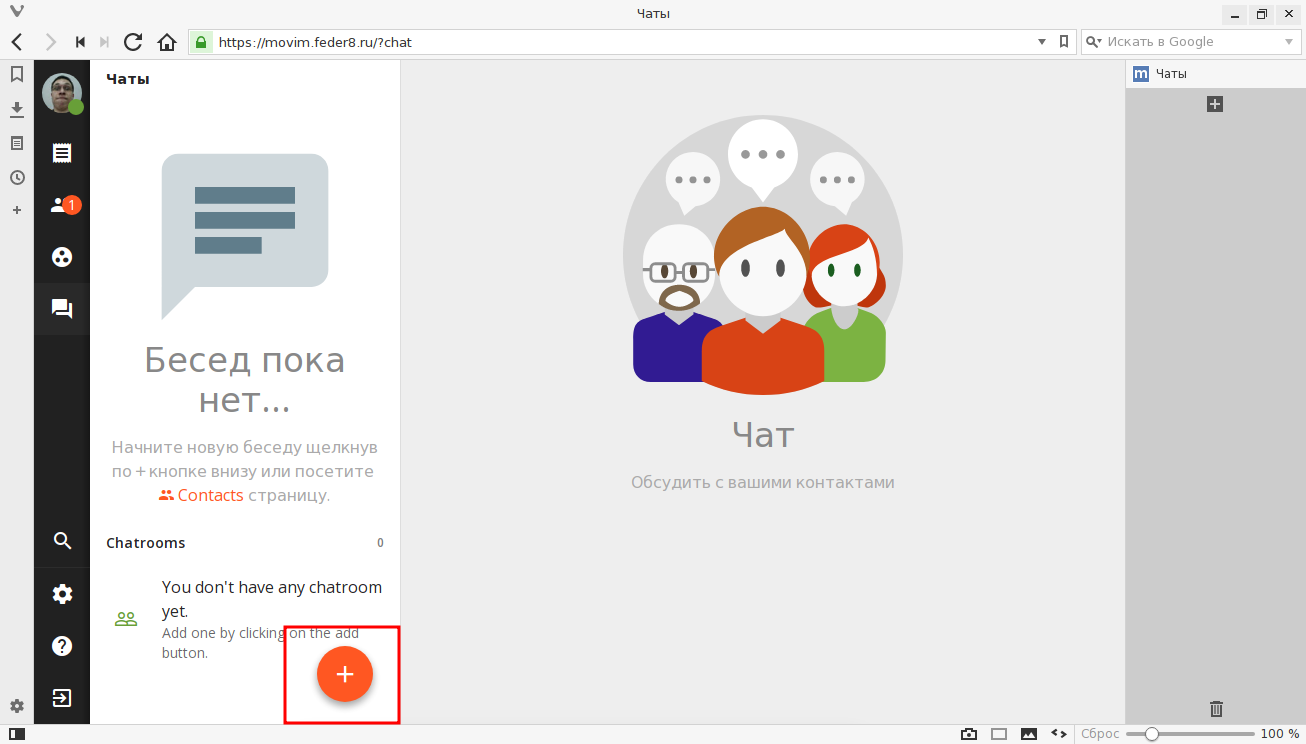 Чаты
https://movim.feder8.ru/?chat
Искать в Google
Чаты
m Чаты
1
Бесед пока
нет...
Начните новую беседу щелкнув
по + кнопке внизу или посетите
Contacts страницу.
Chatrooms 0
You don't have any chatroom
yet.
Add one by clicking on the add
button.
+
Чат
Обсудить с вашими контактами
Сброс 100 %